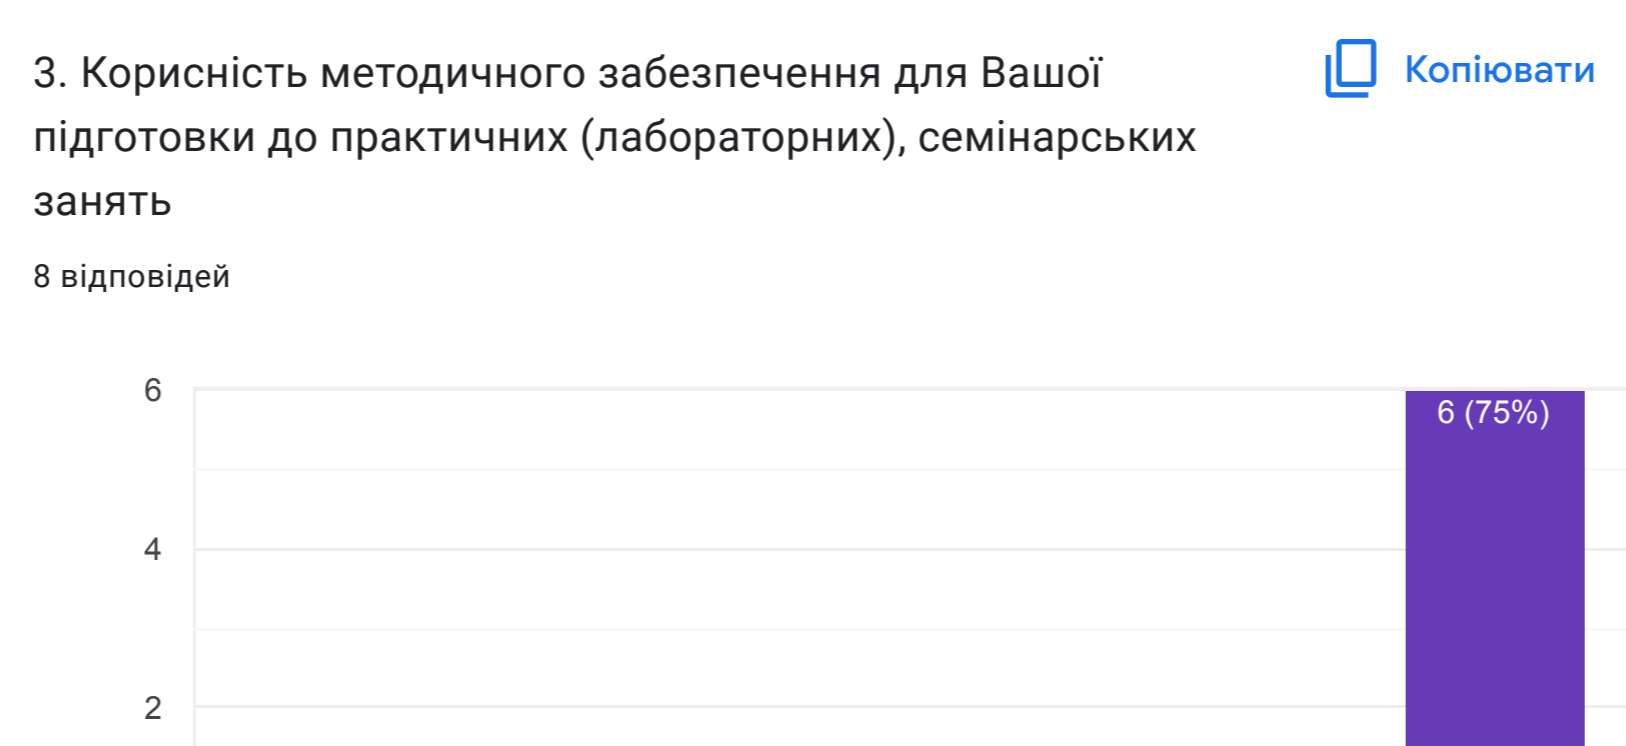 3. Корисність методичного забезпечення для Вашої
підготовки до практичних (лабораторних), семінарських
занять
Копіювати
8 відповідей
6
6 (75%)
4
2